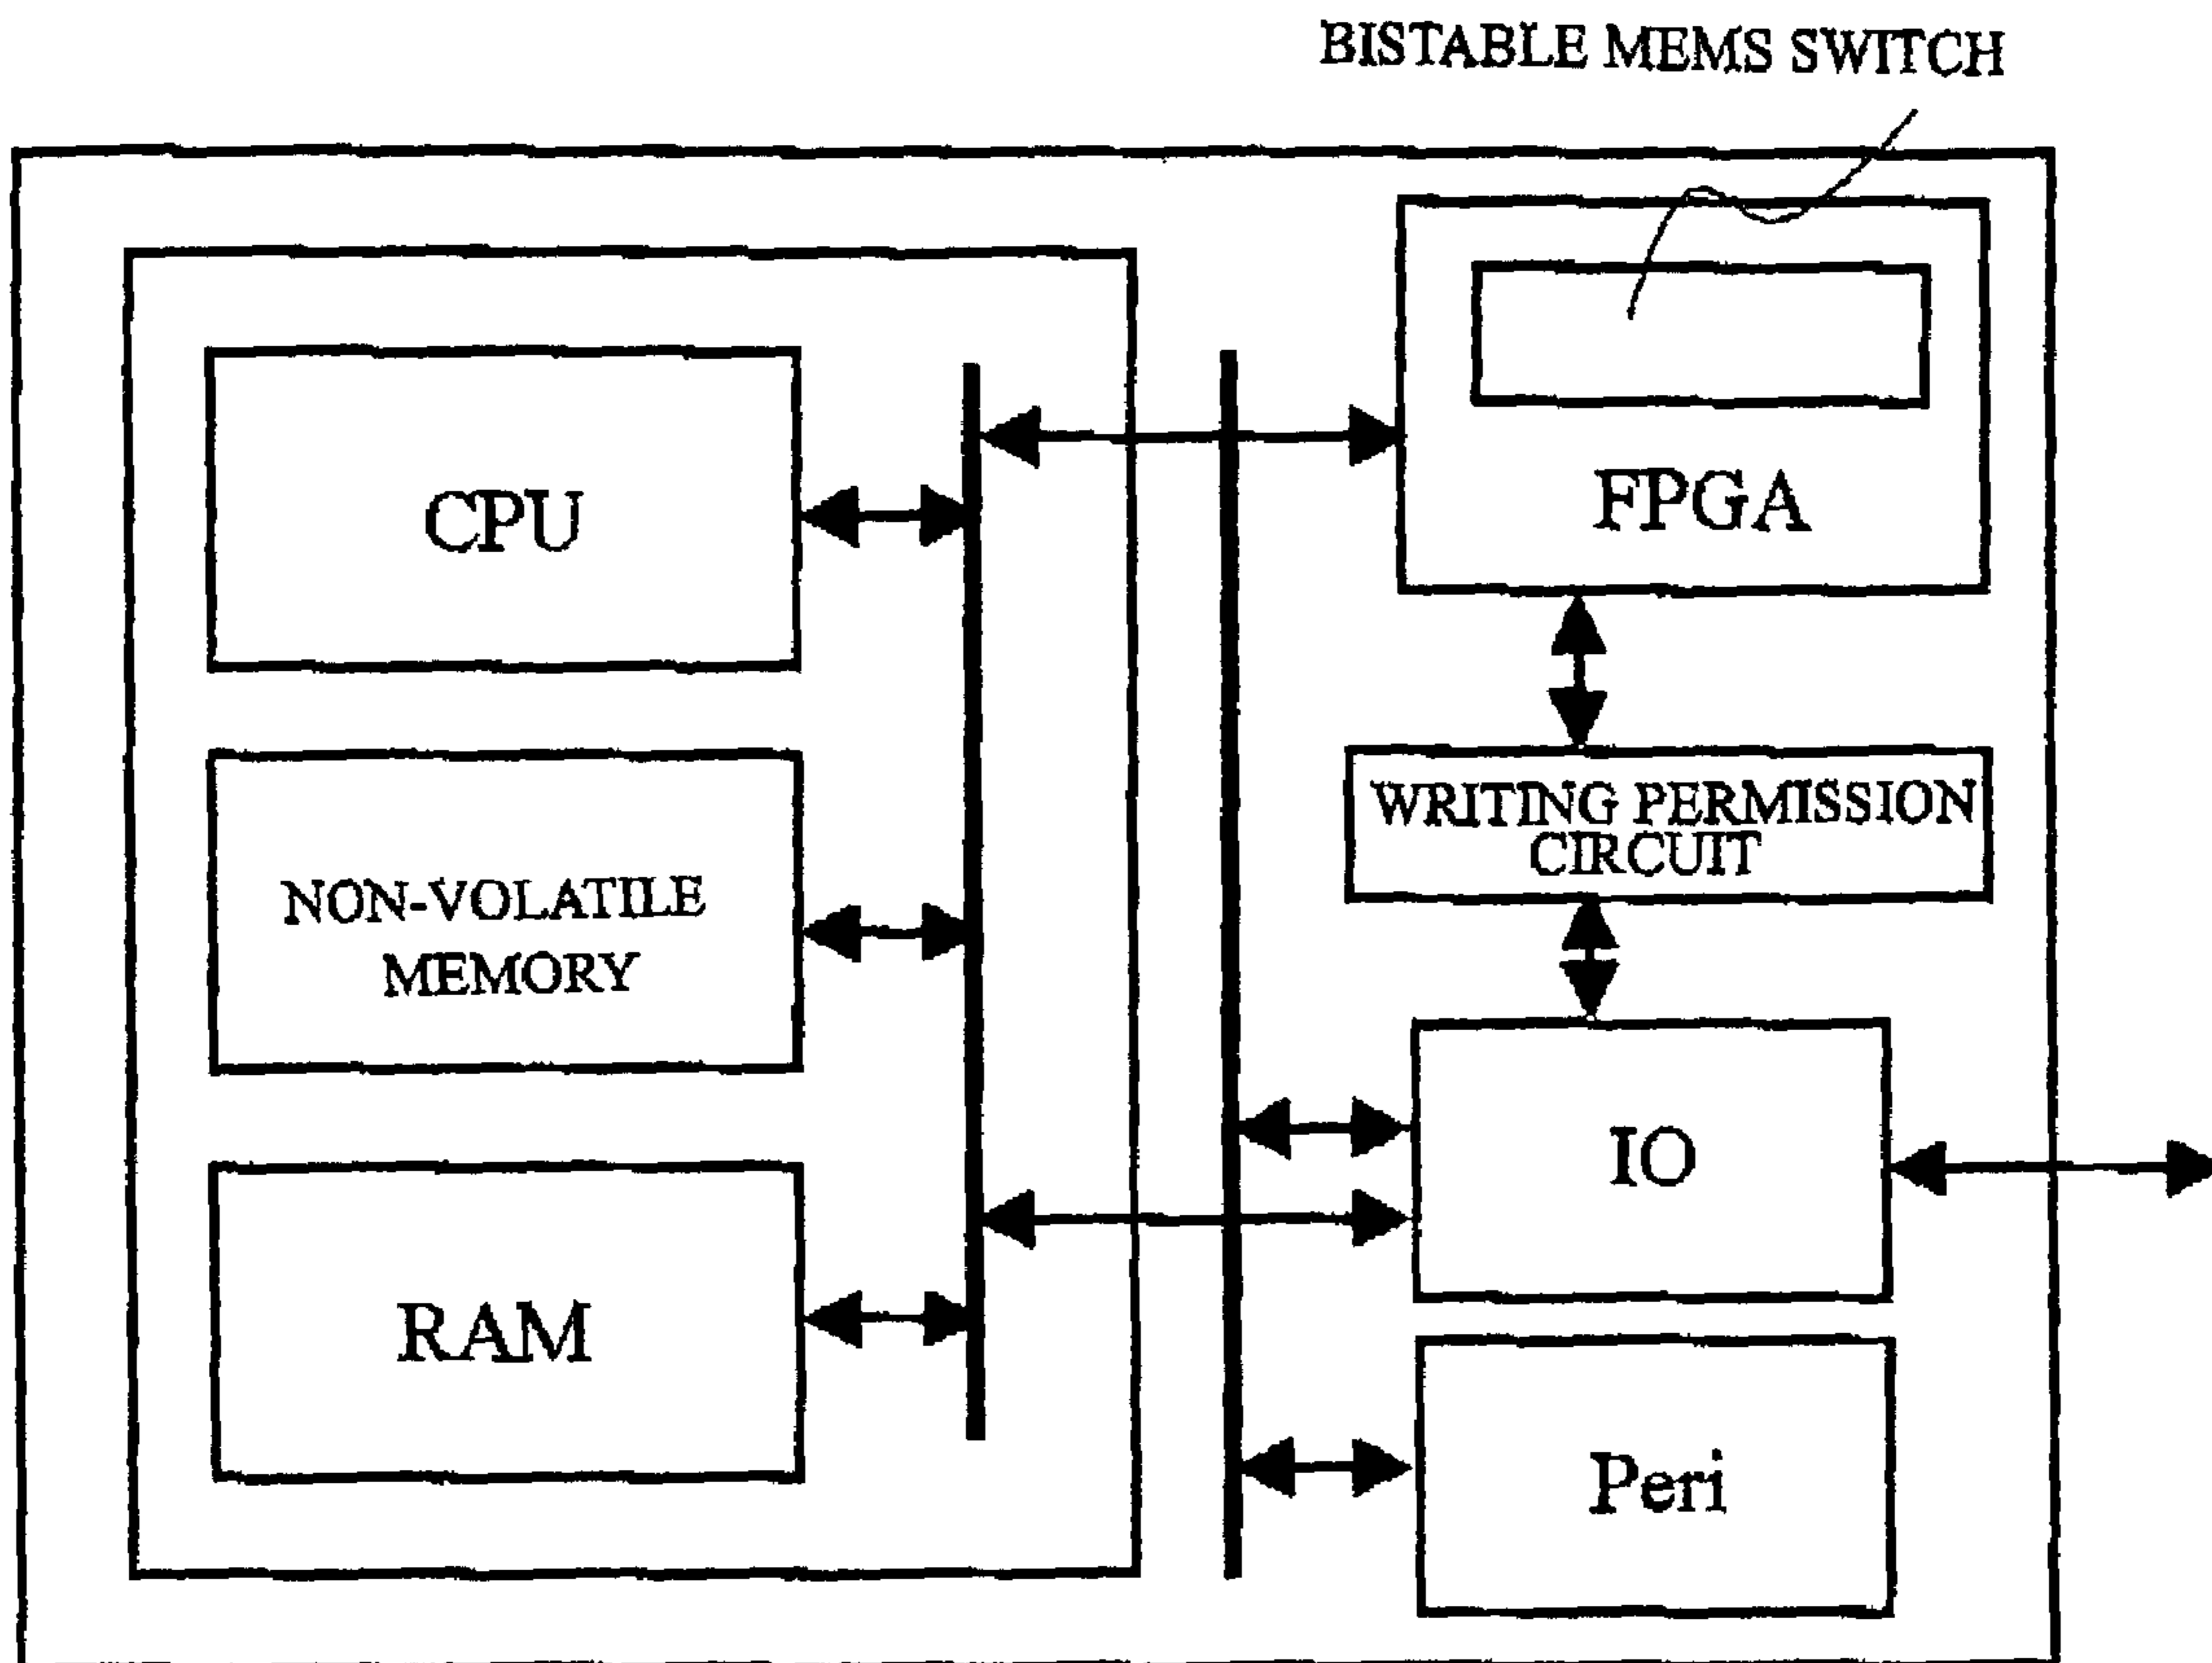 BISTABLE MEMS SWITCH
CPU
FPGA
WRITING PERMISSION
CIRCUIT
NON-VOLATILE
MEMORY
IO
RAM
Peri